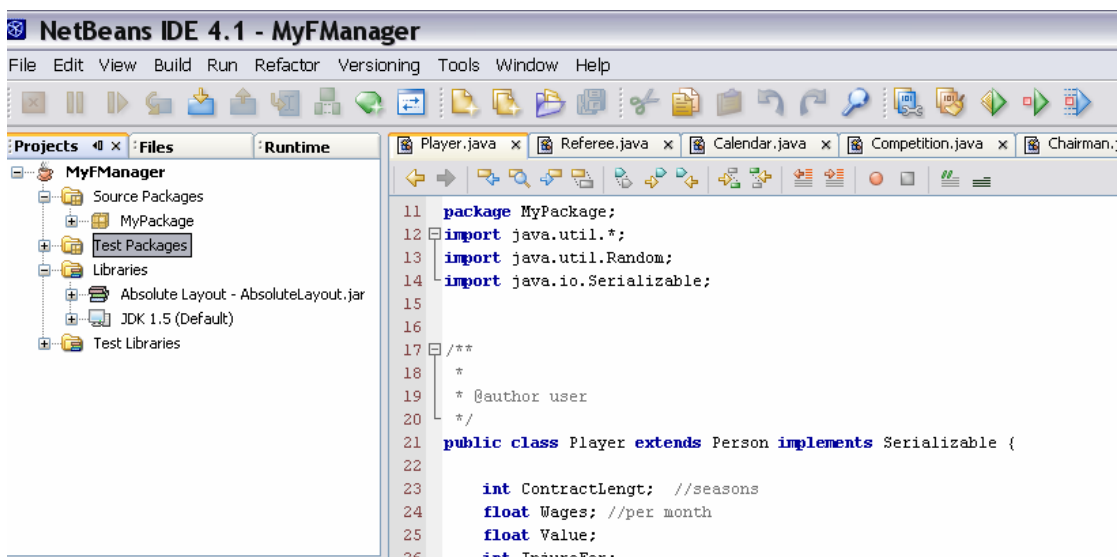 NetBeans IDE 4.1 - MyFManager
File Edit View Build Run Refactor Versioning Tools Window Help
Projects Files Runtime
Player.java x Referee.java x Calendar.java x Competition.java x Chairman.
MyFManager
Source Packages
MyPackage
Test Packages
Libraries
Absolute Layout - AbsoluteLayout.jar
JDK 1.5 (Default)
Test Libraries
11 package MyPackage;
12 import java.util.*;
13 import java.util.Random;
14 import java.io.Serializable;
15
16
17 /**
18 *
19 * @author user
20 */
21 public class Player extends Person implements Serializable {
22
23 int ContractLengt; //seasons
24 float Wages; //per month
25 float Value;
26 int InjureFor;